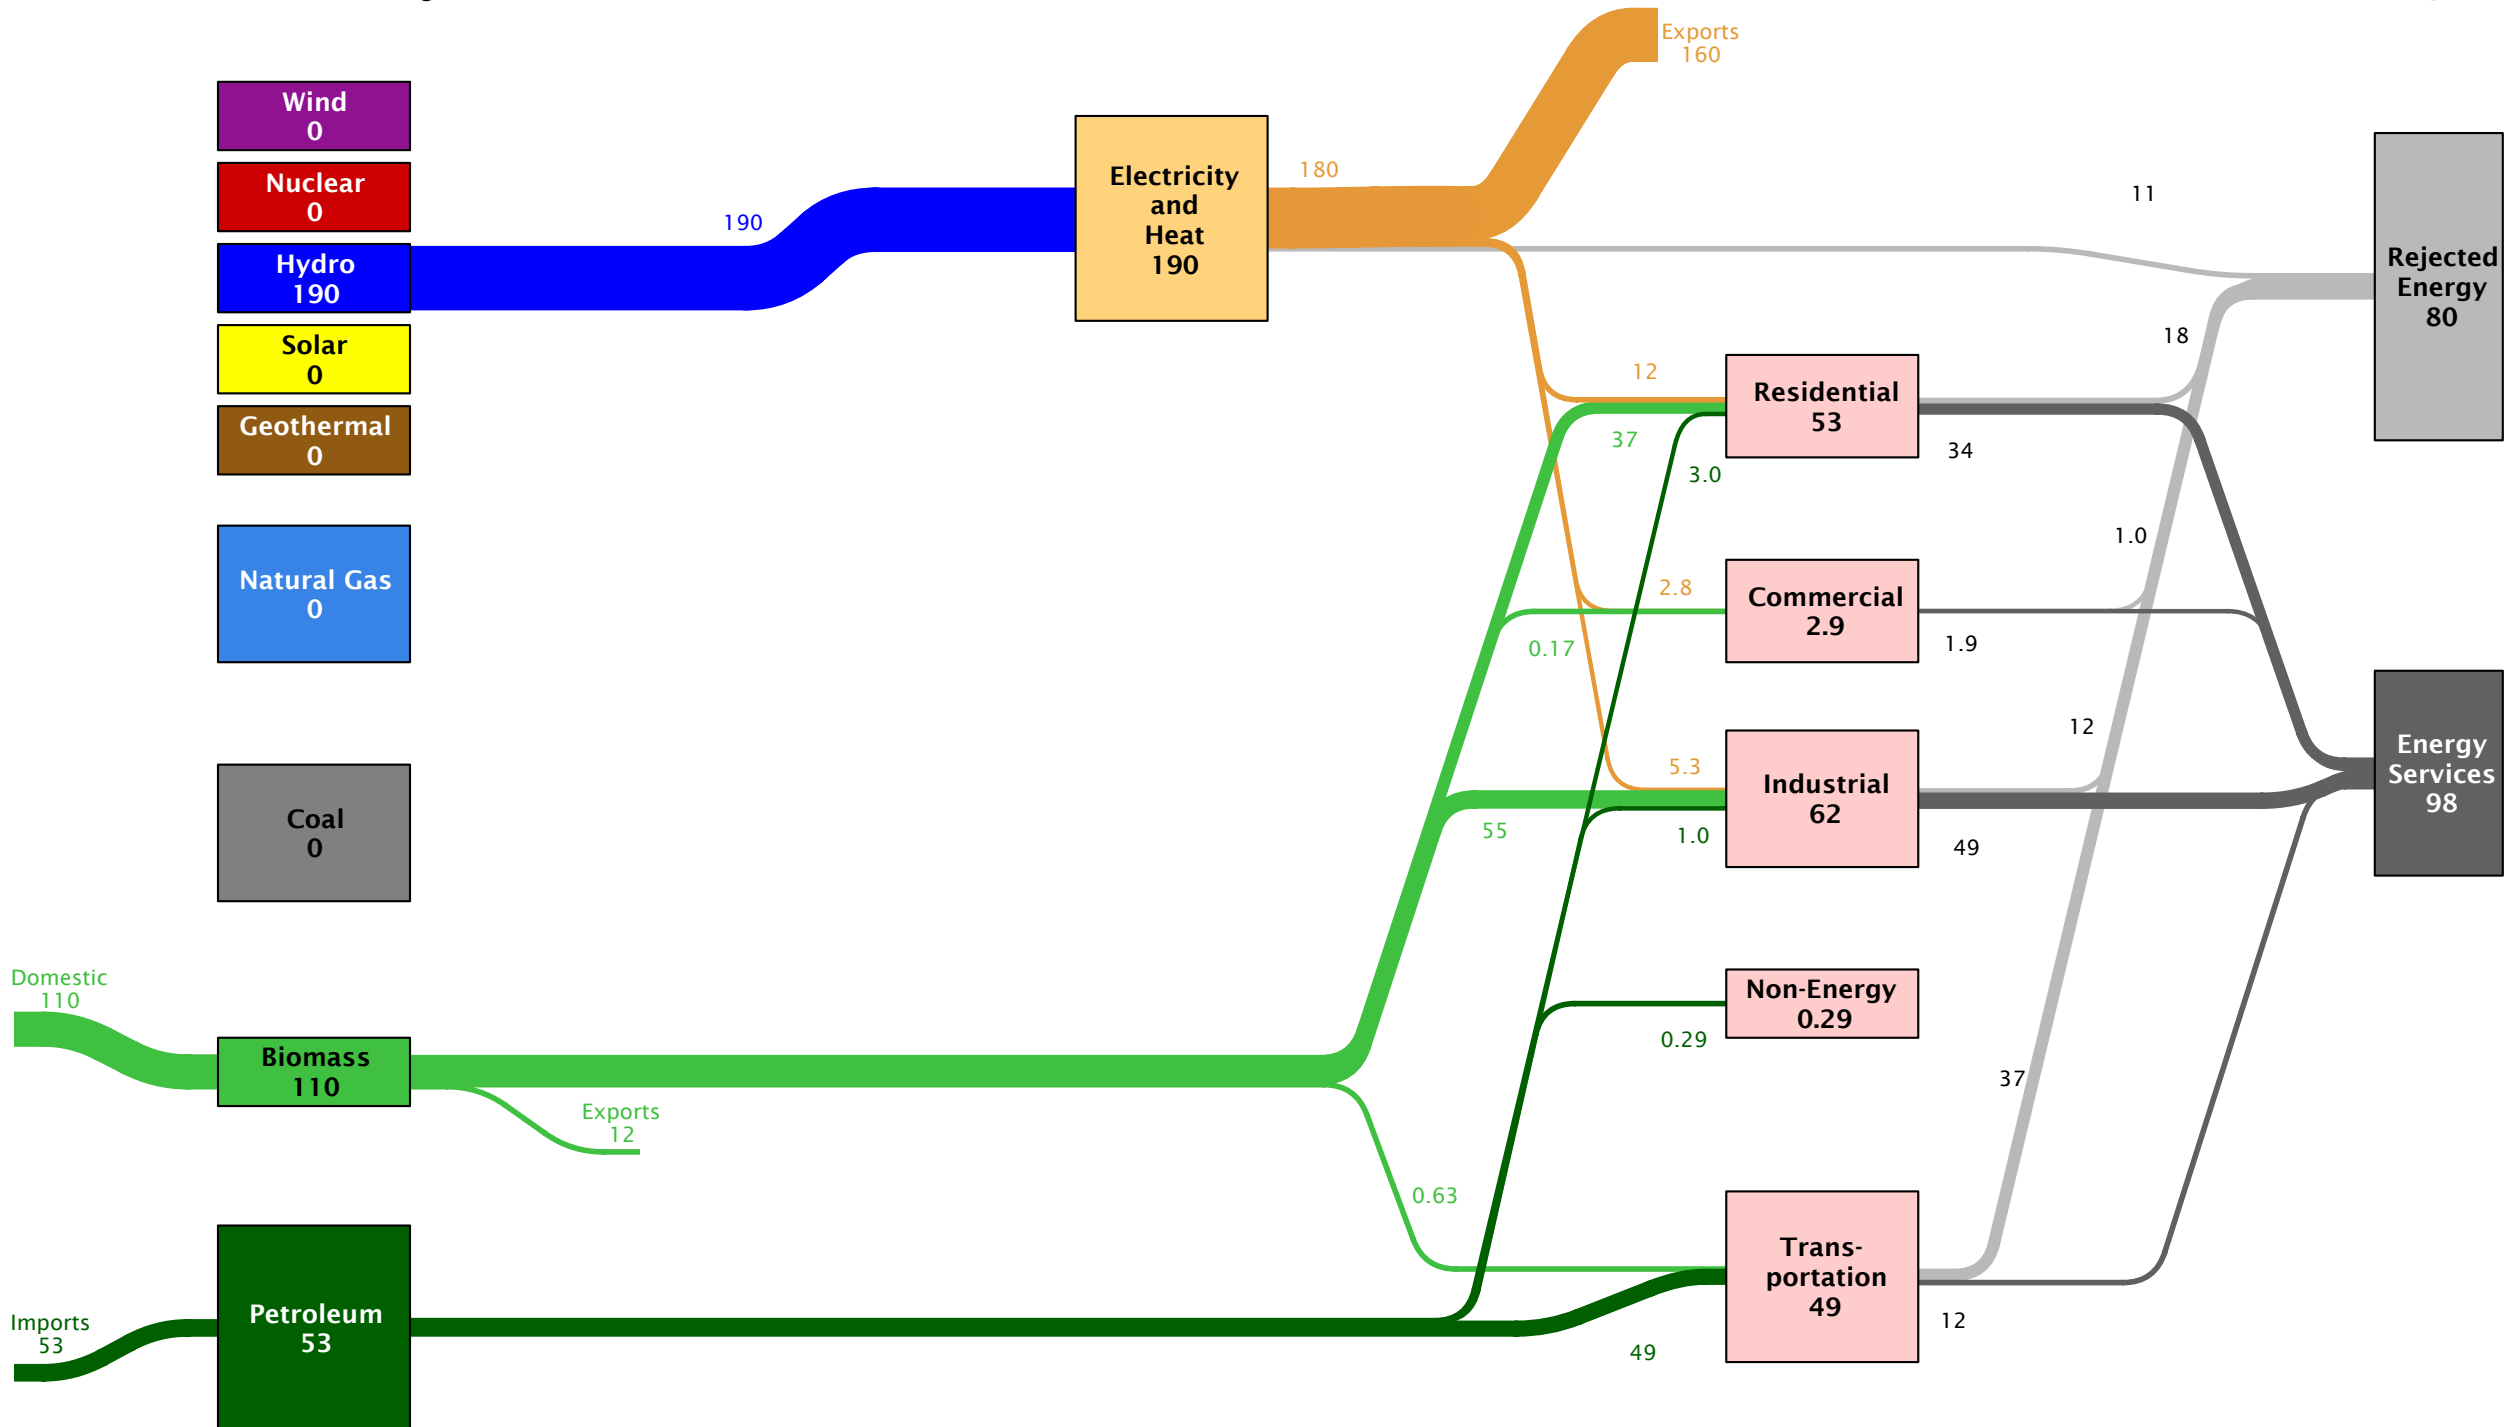 Exports
160
Wind
0
Nuclear
0
Hydro
190
Solar
0
Geothermal
0
Natural Gas
0
Coal
0
Domestic
110
Biomass
110
Exports
12
Imports
53
Petroleum
53
190
Electricity
and
Heat
190
180
12
37
3.0
2.8
0.17
5.3
55
1.0
0.29
0.63
49
Residential
53
Commercial
2.9
Industrial
62
Non-Energy
0.29
Trans-
portation
49
11
18
34
1.0
1.9
12
49
37
12
Rejected
Energy
80
Energy
Services
98